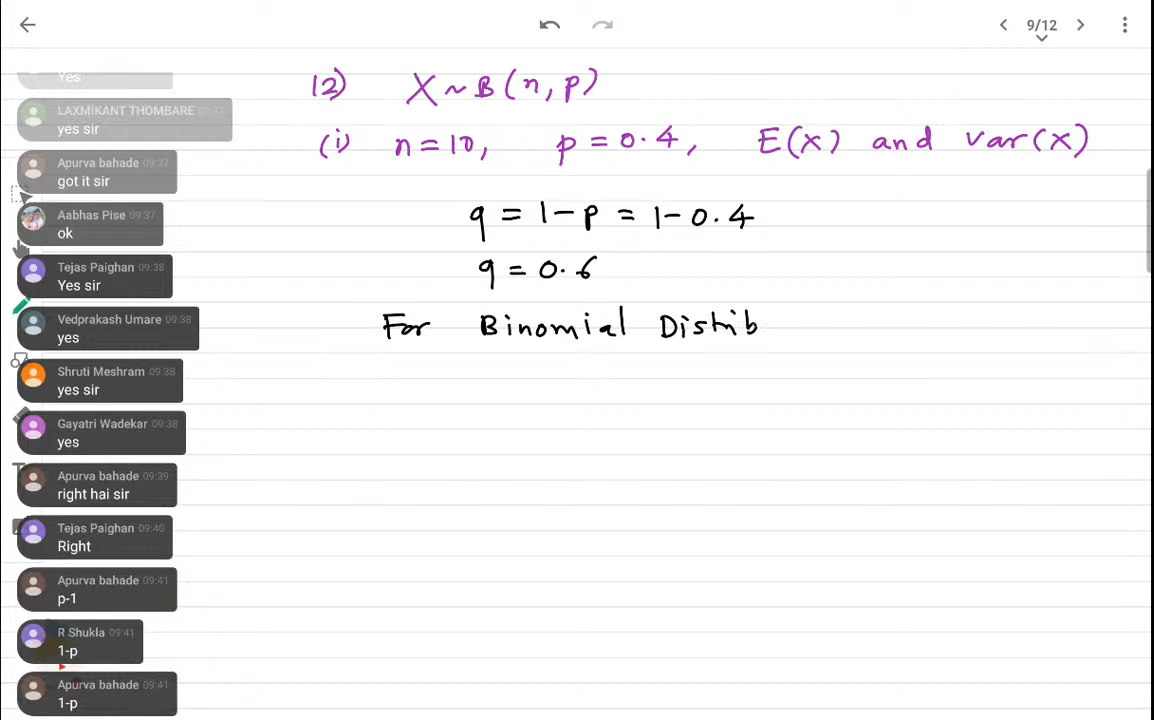 9/12
Yes
LAXMIKANT THOMBARE 09:37
yes sir
Apurva bahade 09:37
got it sir
Aabhas Pise 09:37
ok
Tejas Paighan 09:38
Yes sir
Vedprakash Umare 09:38
yes
Shruti Meshram 09:38
yes sir
Gayatri Wadekar 09:38
yes
Apurva bahade 09:39
right hai sir
Tejas Paighan 09:40
Right
Apurva bahade 09:41
p-1
R Shukla 09:41
1-p
Apurva bahade 09:41
1-p
12) X ~ B (n, p)
(i) n = 10, p = 0.4, E(x) and var(x)
q = 1 - p = 1 - 0.4
q = 0.6
For Binomial Distrib